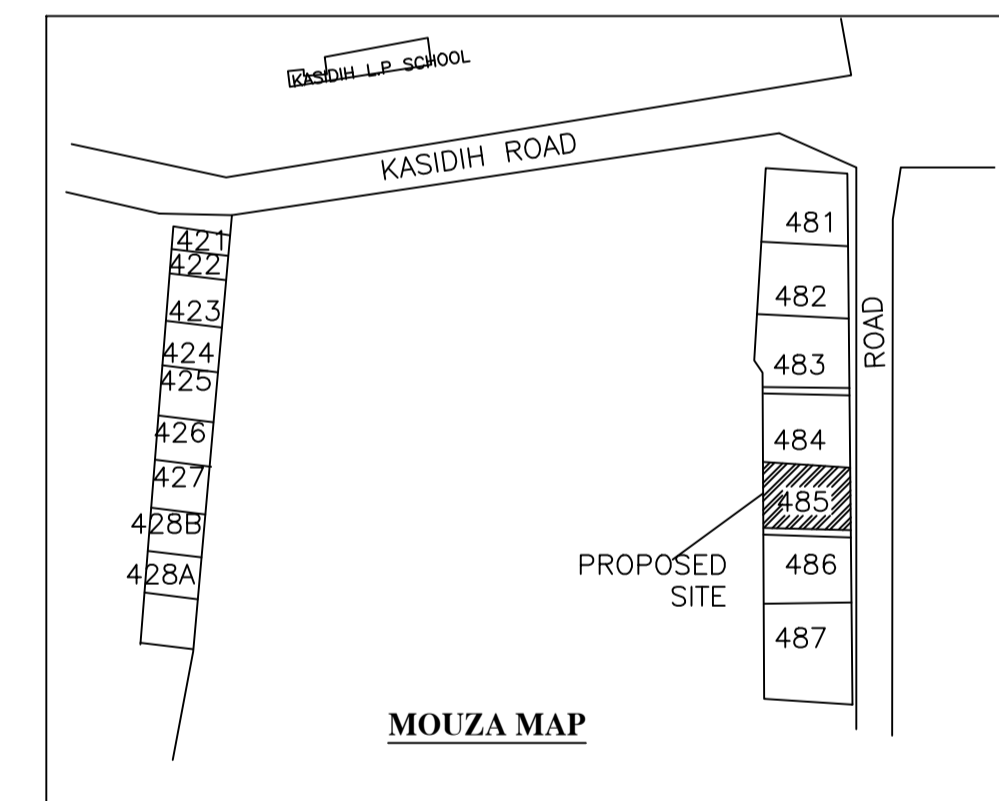 KASIDIH L.P SCHOOL
KASIDIH ROAD
421
422
423
424
425
426
427
428B
428A
481
482
483
484
485
486
487
ROAD
PROPOSED
SITE
MOUZA MAP